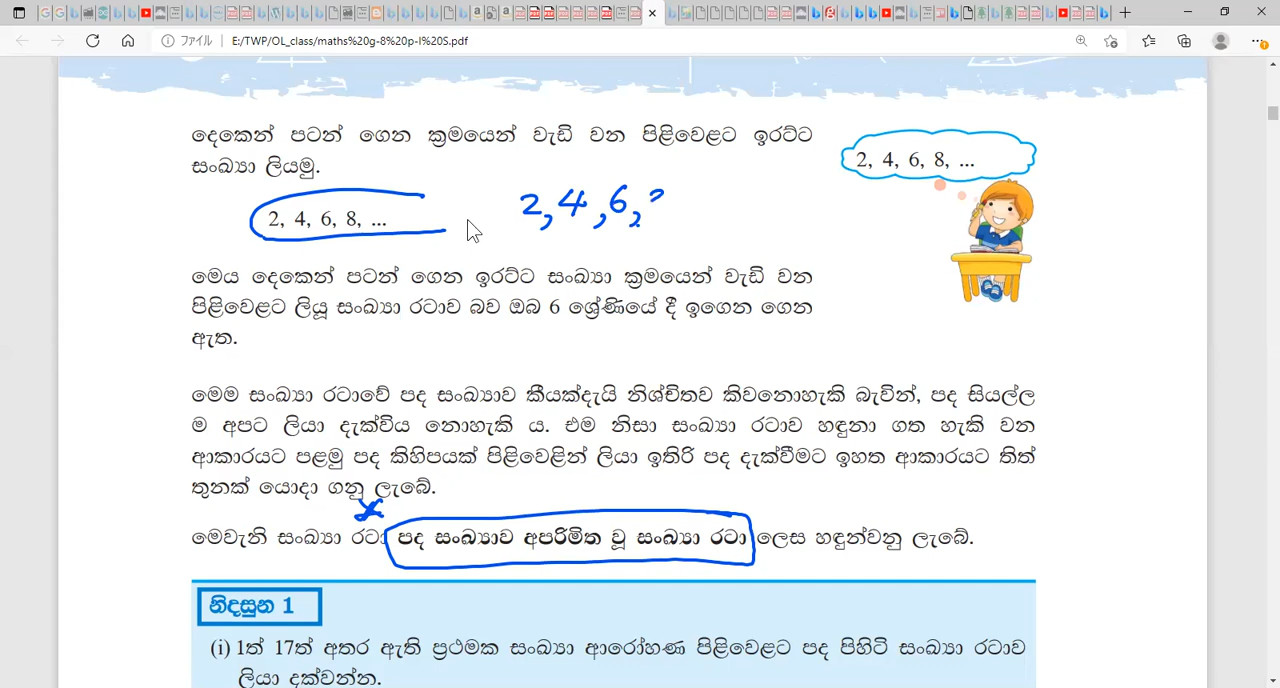 ファイル E:/TWP/OL_class/maths%20g-8%20p-I%20S.pdf
දෙකෙන් පටන් ගෙන ක්‍රමයෙන් වැඩි වන පිළිවෙළට ඉරට්ට
සංඛ්‍යා ලියමු.
2, 4, 6, 8, ...
2, 4, 6, 8, ...
2, 4, 6,
මෙය දෙකෙන් පටන් ගෙන ඉරට්ට සංඛ්‍යා ක්‍රමයෙන් වැඩි වන
පිළිවෙළට ලියූ සංඛ්‍යා රටාව බව ඔබ 6 ශ්‍රේණියේ දී ඉගෙන ගෙන
ඇත.
මෙම සංඛ්‍යා රටාවේ පද සංඛ්‍යාව කීයක්දැයි නිශ්චිතව කිවනොහැකි බැවින්, පද සියල්ල
ම අපට ලියා දැක්විය නොහැකි ය. එම නිසා සංඛ්‍යා රටාව හඳුනා ගත හැකි වන
ආකාරයට පළමු පද කිහිපයක් පිළිවෙළින් ලියා ඉතිරි පද දැක්වීමට ඉහත ආකාරයට තිත්
තුනක් යොදා ගනු ලැබේ.
මෙවැනි සංඛ්‍යා රටා පද සංඛ්‍යාව අපරිමිත වූ සංඛ්‍යා රටා ලෙස හඳුන්වනු ලැබේ.
නිදසුන 1
(i) 1ත් 17ත් අතර ඇති ප්‍රථමක සංඛ්‍යා ආරෝහණ පිළිවෙළට පද පිහිටි සංඛ්‍යා රටාව
ලියා දක්වන්න.